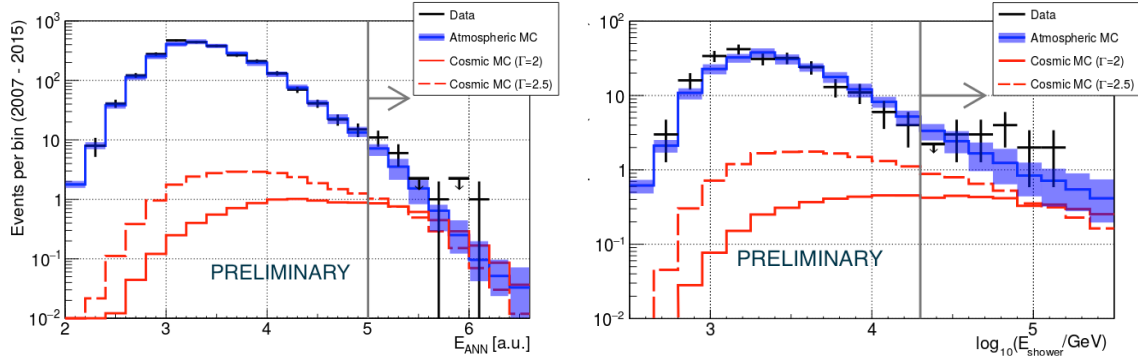 Events per bin (2007 - 2015)
10³
10²
10
1
10⁻¹
10⁻²
2 3 4 5 6
E_ANN [a.u.]
Data
Atmospheric MC
Cosmic MC (Γ=2)
Cosmic MC (Γ=2.5)
PRELIMINARY
10²
10
1
10⁻¹
10⁻²
3 4 5
log₁₀(E_shower/GeV)
Data
Atmospheric MC
Cosmic MC (Γ=2)
Cosmic MC (Γ=2.5)
PRELIMINARY